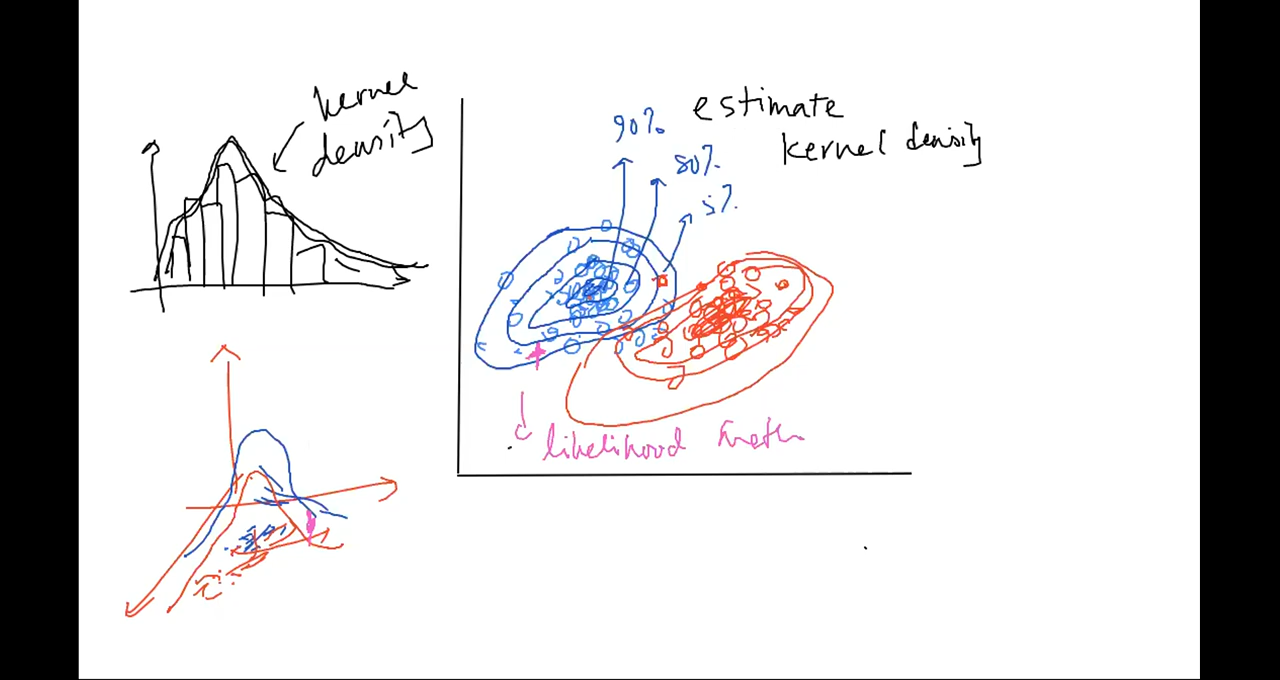 kernel
density
estimate
kernel density
90%
80%
5%
likelihood